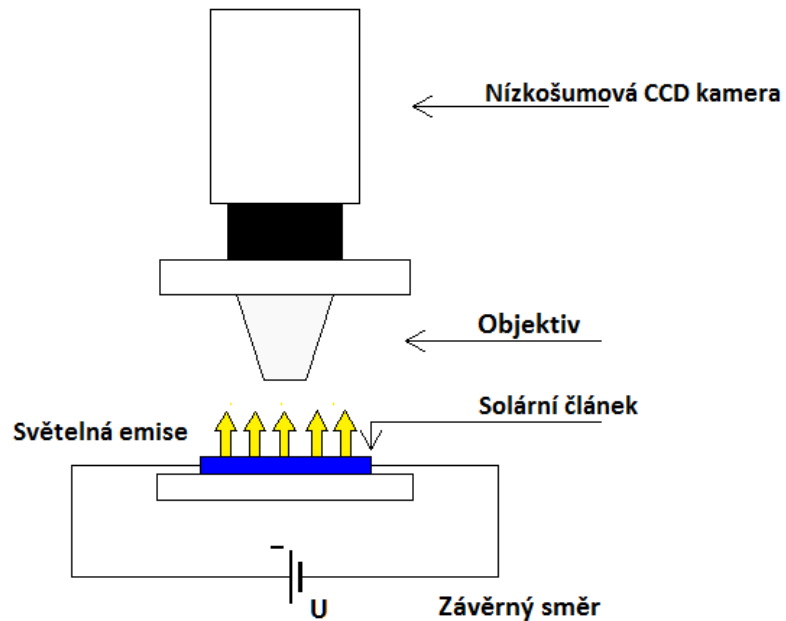 Nízkošumová CCD kamera
Objektiv
Solární článek
Světelná emise
–
U
Závěrný směr